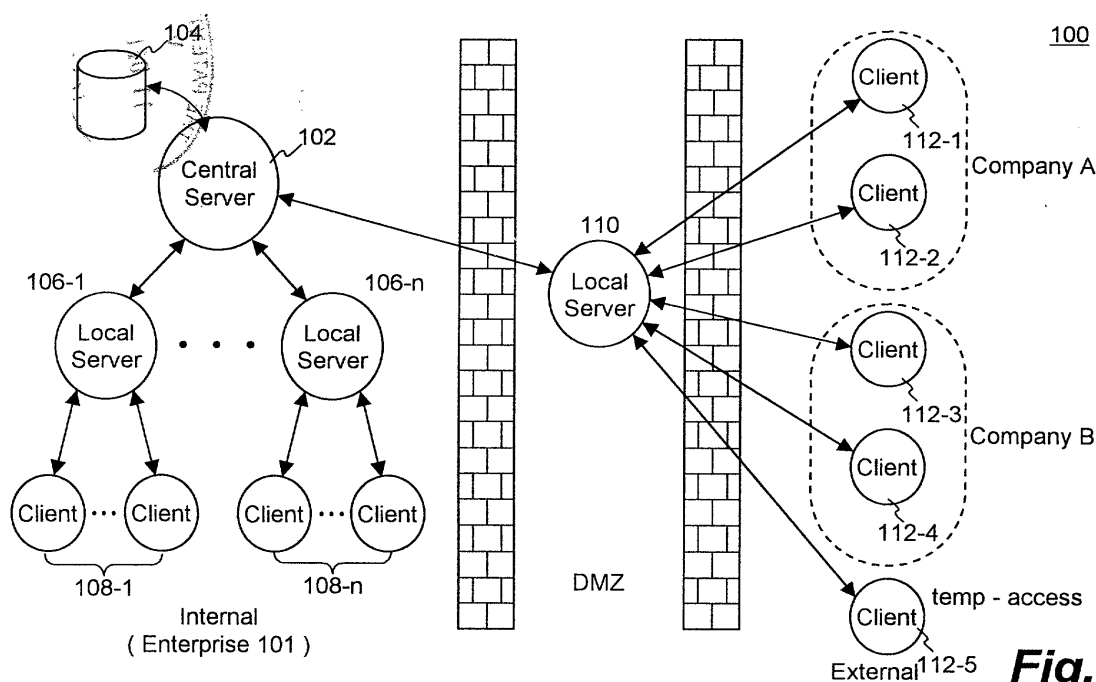 104
100
102
Central
Server
Client
112-1
Company A
Client
112-2
110
Local
Server
106-1
106-n
Local
Server
Local
Server
Client
112-3
Company B
Client
112-4
Client
Client
Client
Client
108-1
108-n
Internal
( Enterprise 101 )
DMZ
temp - access
Client
112-5
External
Fig.